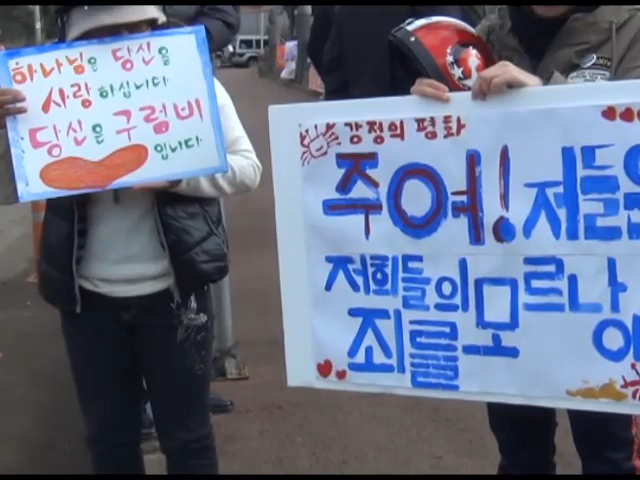 하나님은 당신을
사랑하십니다
당신은 구럼비
입니다
강정의 평화
주여! 저들은
저희들의 모르나
죄를